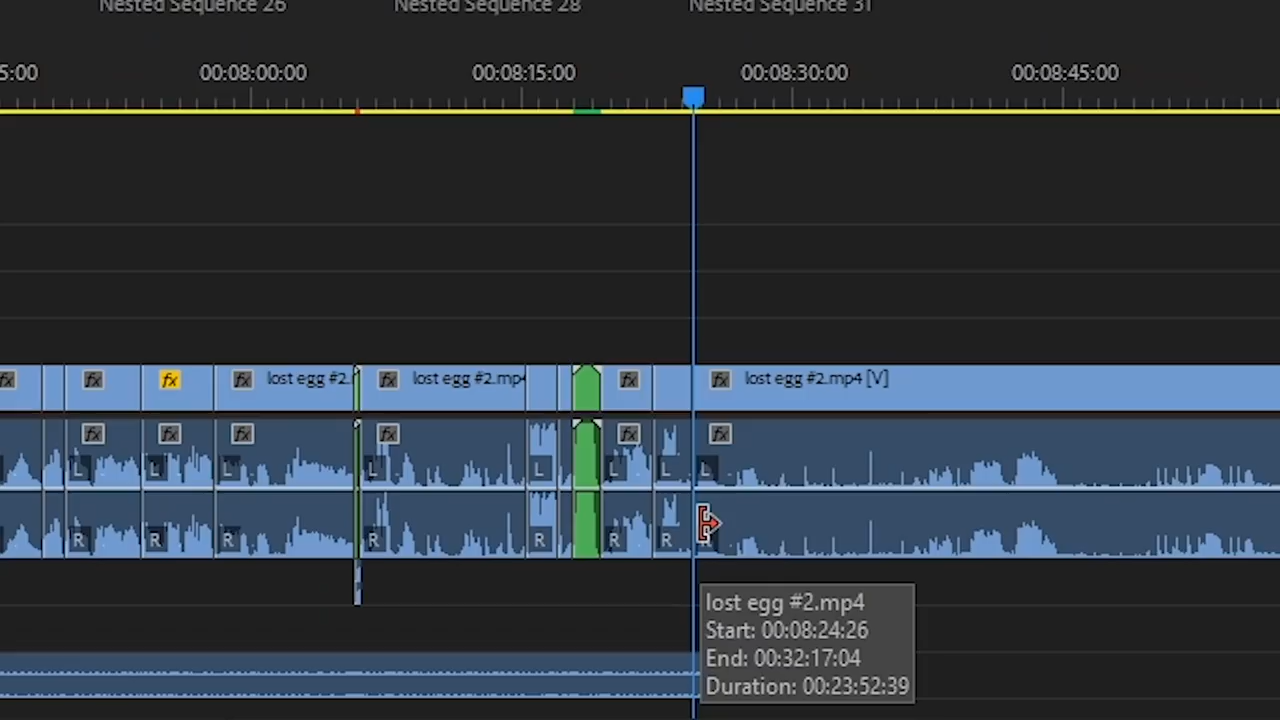 Nested Sequence 26 Nested Sequence 28 Nested Sequence 31
5:00 00:08:00:00 00:08:15:00 00:08:30:00 00:08:45:00
fx fx fx fx lost egg #2. fx lost egg #2.mp4 fx fx lost egg #2.mp4 [V]
fx fx fx fx fx fx
L L L L L L L L
R R R R R R R
lost egg #2.mp4
Start: 00:08:24:26
End: 00:32:17:04
Duration: 00:23:52:39